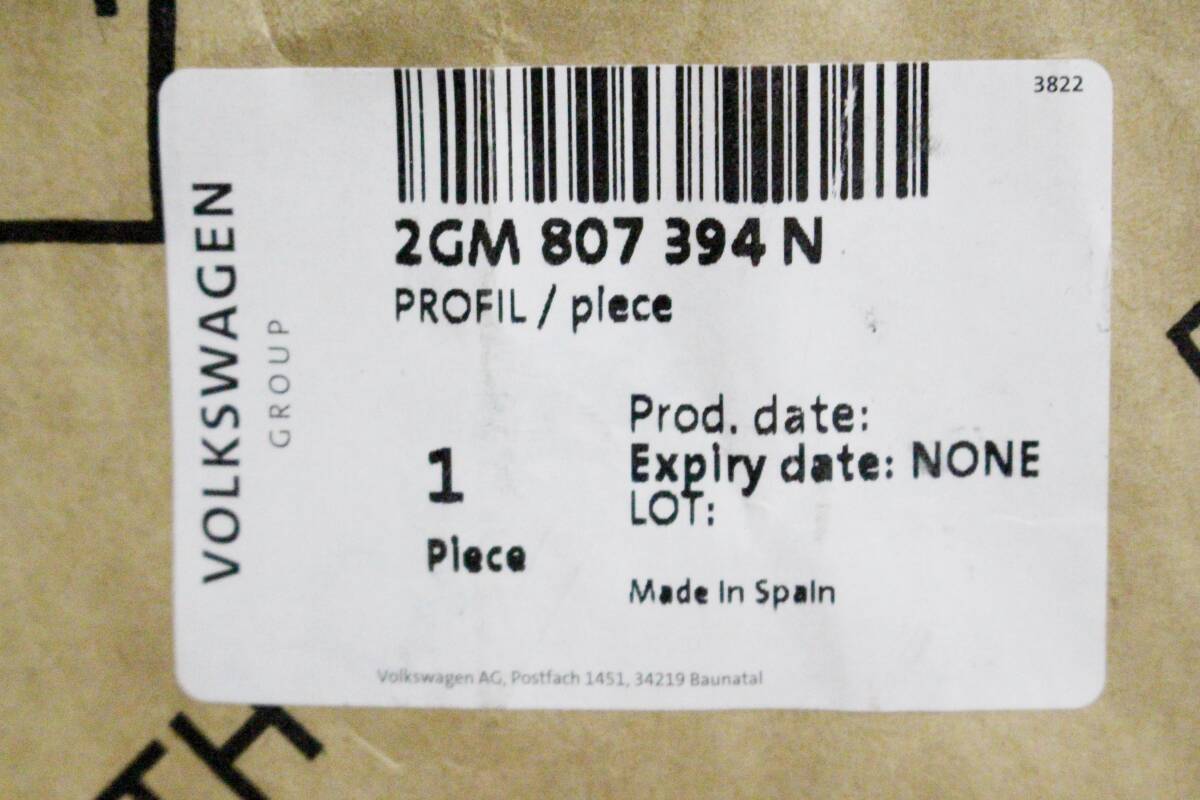 3822
VOLKSWAGEN
GROUP
2GM 807 394 N
PROFIL / piece
1
Piece
Prod. date:
Expiry date: NONE
LOT:
Made In Spain
Volkswagen AG, Postfach 1451, 34219 Baunatal
TH